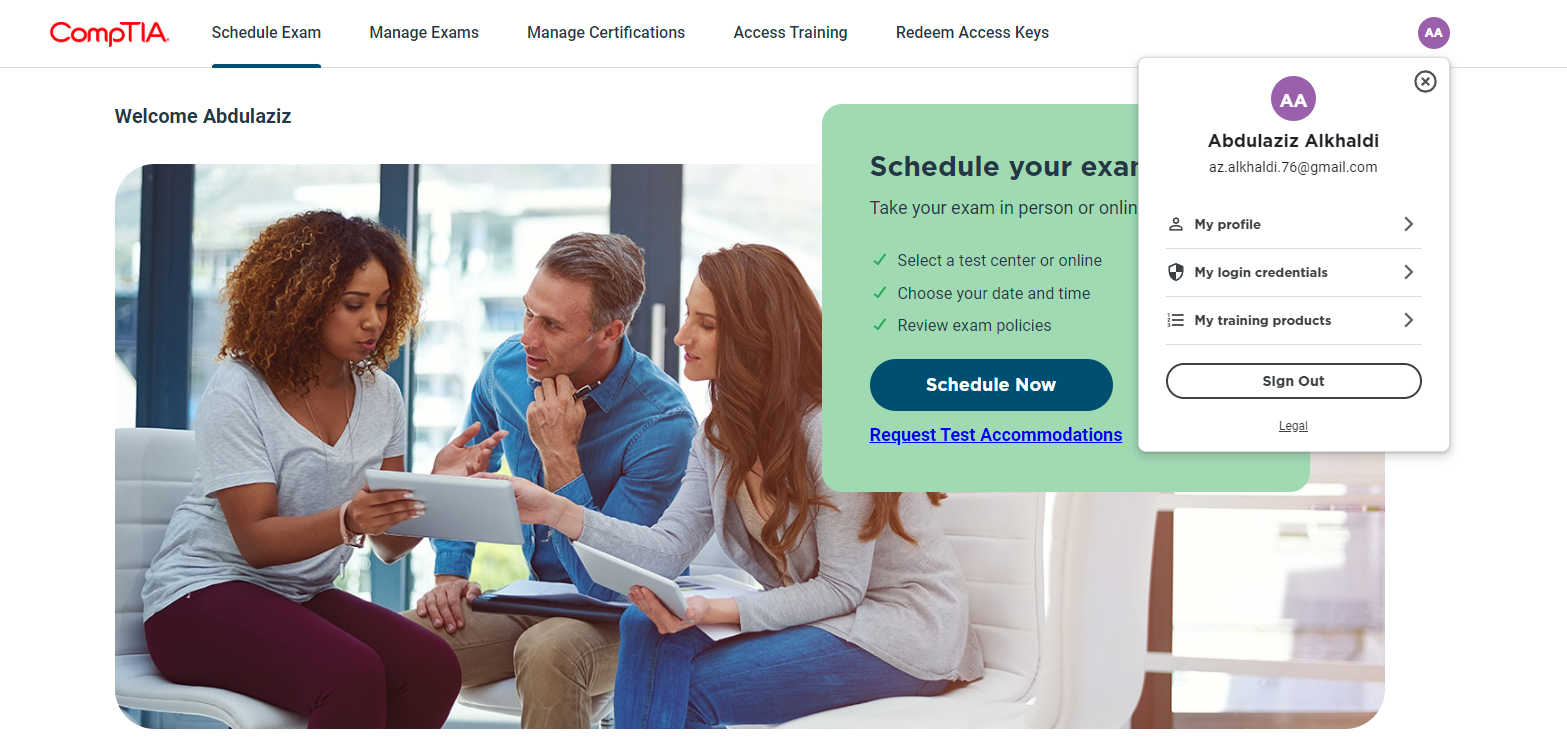 CompTIA.
Schedule Exam
Manage Exams
Manage Certifications
Access Training
Redeem Access Keys
AA
Welcome Abdulaziz
Schedule your exa
Take your exam in person or onlin
Select a test center or online
Choose your date and time
Review exam policies
Schedule Now
Request Test Accommodations
AA
Abdulaziz Alkhaldi
az.alkhaldi.76@gmail.com
My profile
My login credentials
My training products
Sign Out
Legal